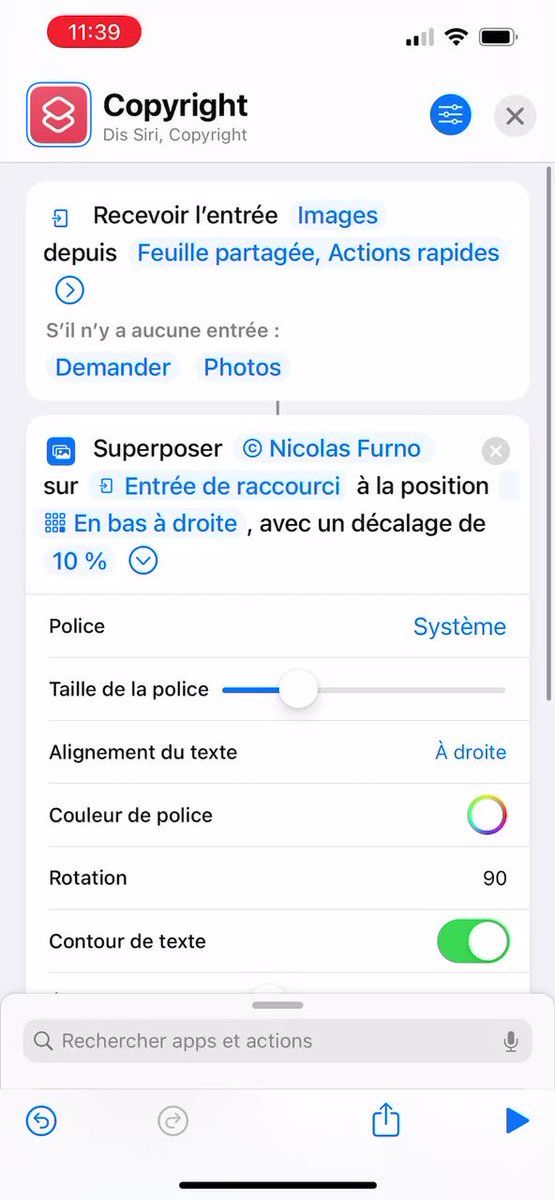 11:39
Copyright
Dis Siri, Copyright
Recevoir l’entrée Images
depuis Feuille partagée, Actions rapides
S’il n’y a aucune entrée :
Demander Photos
Superposer © Nicolas Furno
sur Entrée de raccourci à la position
En bas à droite , avec un décalage de
10 %
Police Système
Taille de la police
Alignement du texte À droite
Couleur de police
Rotation 90
Contour de texte
Rechercher apps et actions